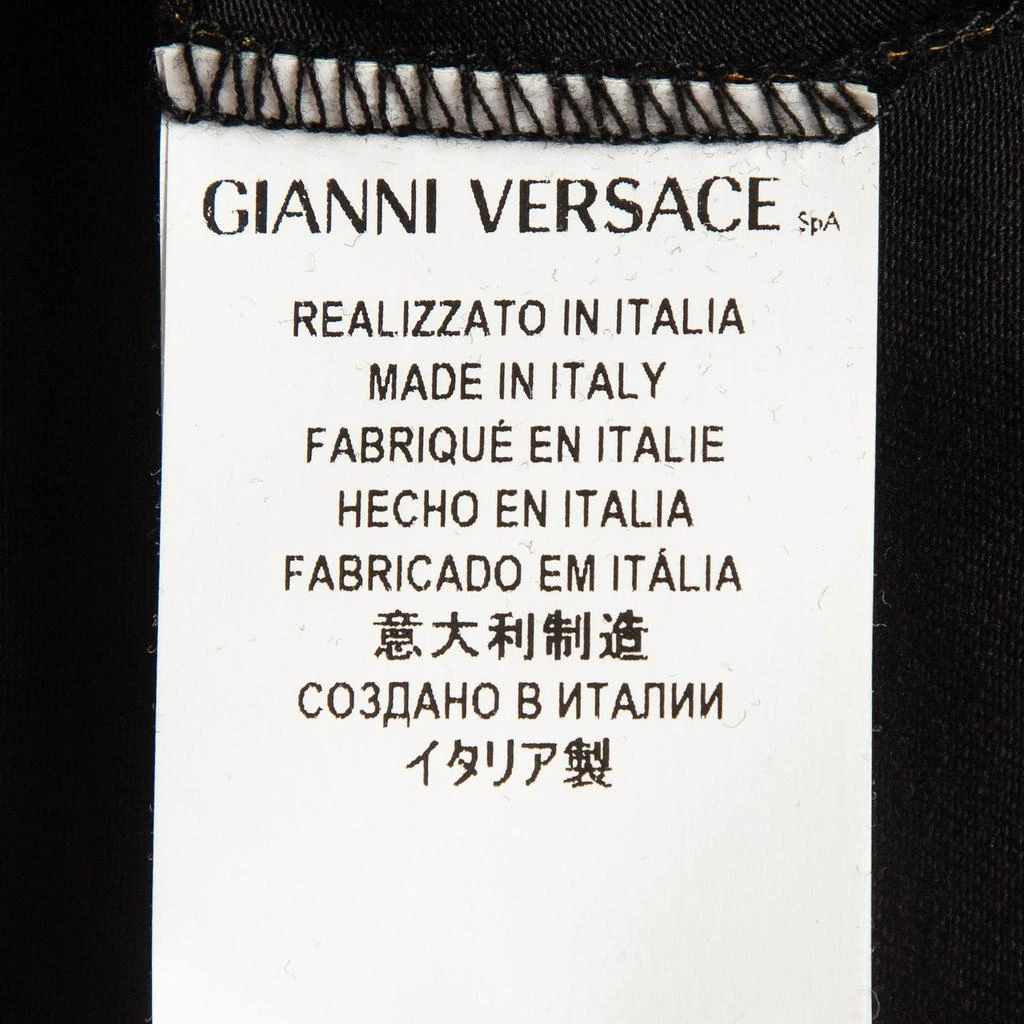 GIANNI VERSACE SpA
REALIZZATO IN ITALIA
MADE IN ITALY
FABRIQUÉ EN ITALIE
HECHO EN ITALIA
FABRICADO EM ITÁLIA
意大利制造
СОЗДАНО В ИТАЛИИ
イタリア製